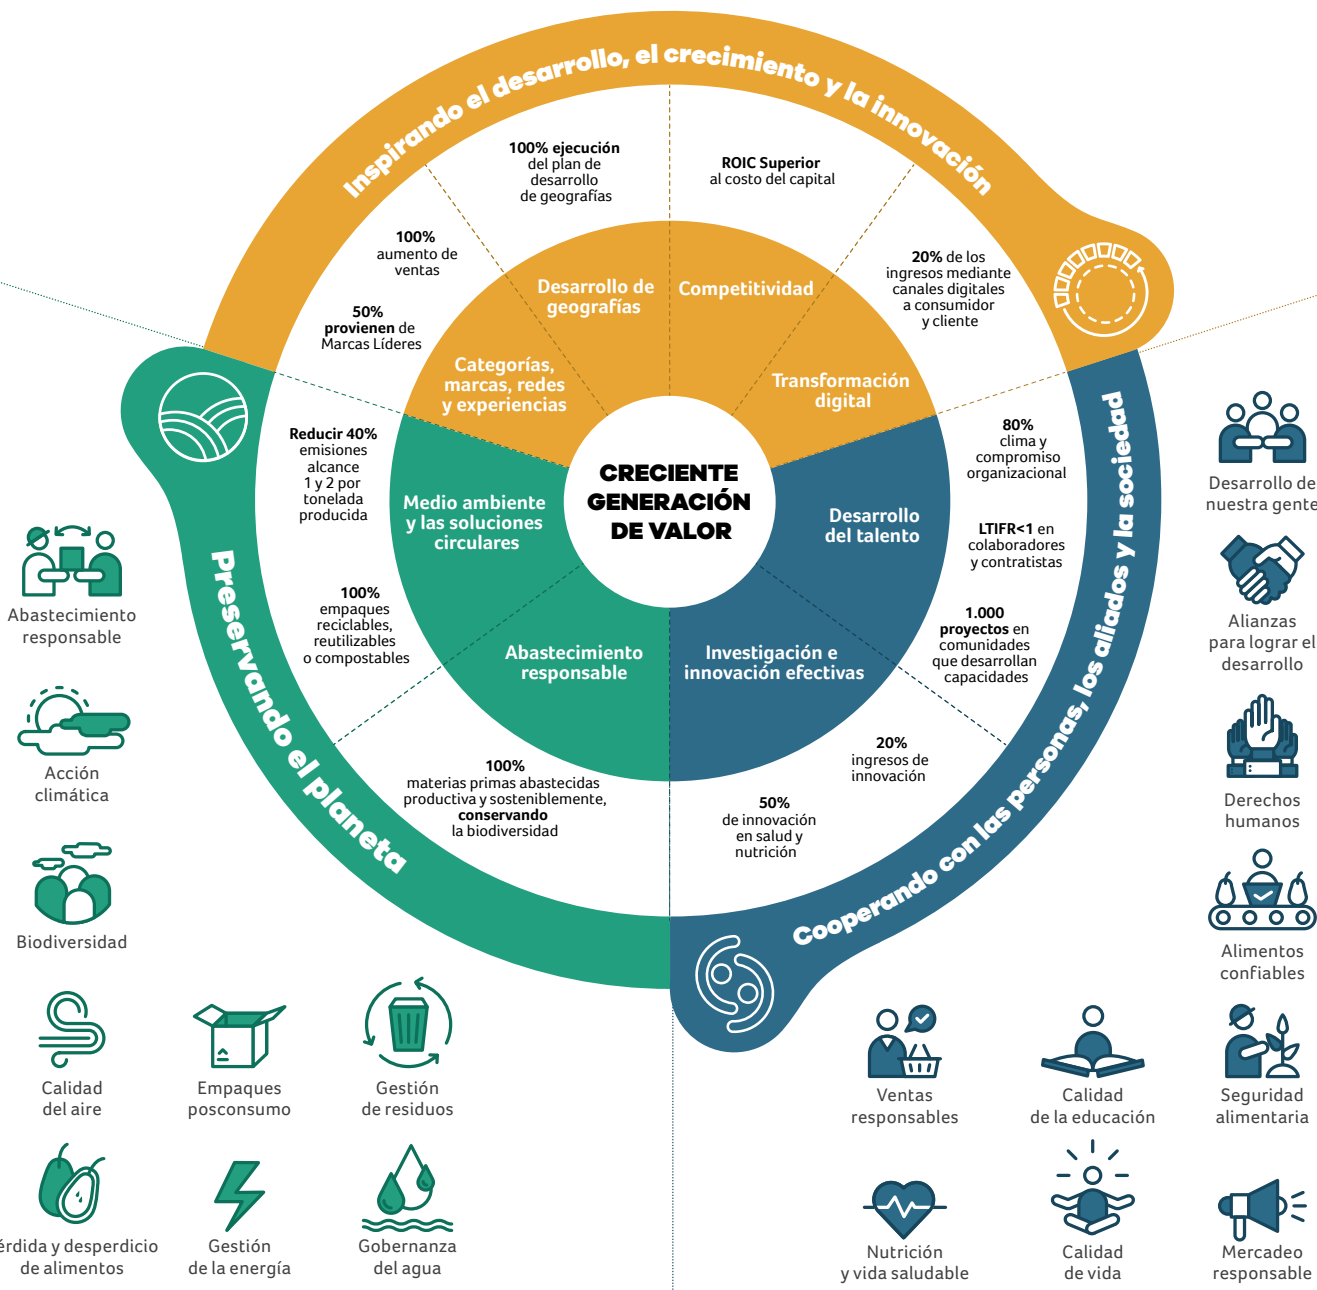 Inspirando el desarrollo, el crecimiento y la innovación
100% ejecución
del plan de
desarrollo
de geografías
ROIC Superior
al costo del capital
100%
aumento de
ventas
50%
provienen de
Marcas Líderes
20% de los
ingresos mediante
canales digitales
a consumidor
y cliente
Desarrollo de
geografías
Competitividad
Categorías,
marcas, redes
y experiencias
Transformación
digital
CRECIENTE
GENERACIÓN
DE VALOR
Preservando el planeta
Reducir 40%
emisiones
alcance
1 y 2 por
tonelada
producida
100%
empaques
reciclables,
reutilizables
o compostables
100%
materias primas abastecidas
productiva y sosteniblemente,
conservando
la biodiversidad
Medio ambiente
y las soluciones
circulares
Abastecimiento
responsable
Cooperando con las personas, los aliados y la sociedad
Desarrollo
del talento
Investigación e
innovación efectivas
80%
clima y
compromiso
organizacional
LTIFR<1 en
colaboradores
y contratistas
1.000
proyectos en
comunidades
que desarrollan
capacidades
20%
ingresos de
innovación
50%
de innovación
en salud y
nutrición
Abastecimiento
responsable
Acción
climática
Biodiversidad
Calidad
del aire
Empaques
posconsumo
Gestión
de residuos
érdida y desperdicio
de alimentos
Gestión
de la energía
Gobernanza
del agua
Desarrollo de
nuestra gente
Alianzas
para lograr el
desarrollo
Derechos
humanos
Alimentos
confiables
Ventas
responsables
Calidad
de la educación
Seguridad
alimentaria
Nutrición
y vida saludable
Calidad
de vida
Mercadeo
responsable